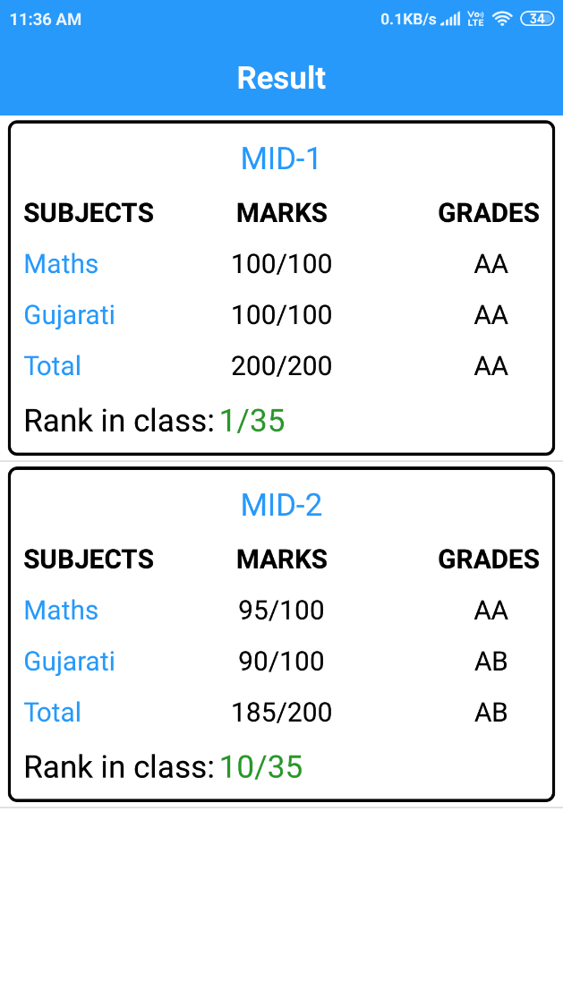 11:36 AM 0.1KB/s Vo) LTE 34
Result
MID-1
SUBJECTS MARKS GRADES
Maths 100/100 AA
Gujarati 100/100 AA
Total 200/200 AA
Rank in class: 1/35
MID-2
SUBJECTS MARKS GRADES
Maths 95/100 AA
Gujarati 90/100 AB
Total 185/200 AB
Rank in class: 10/35